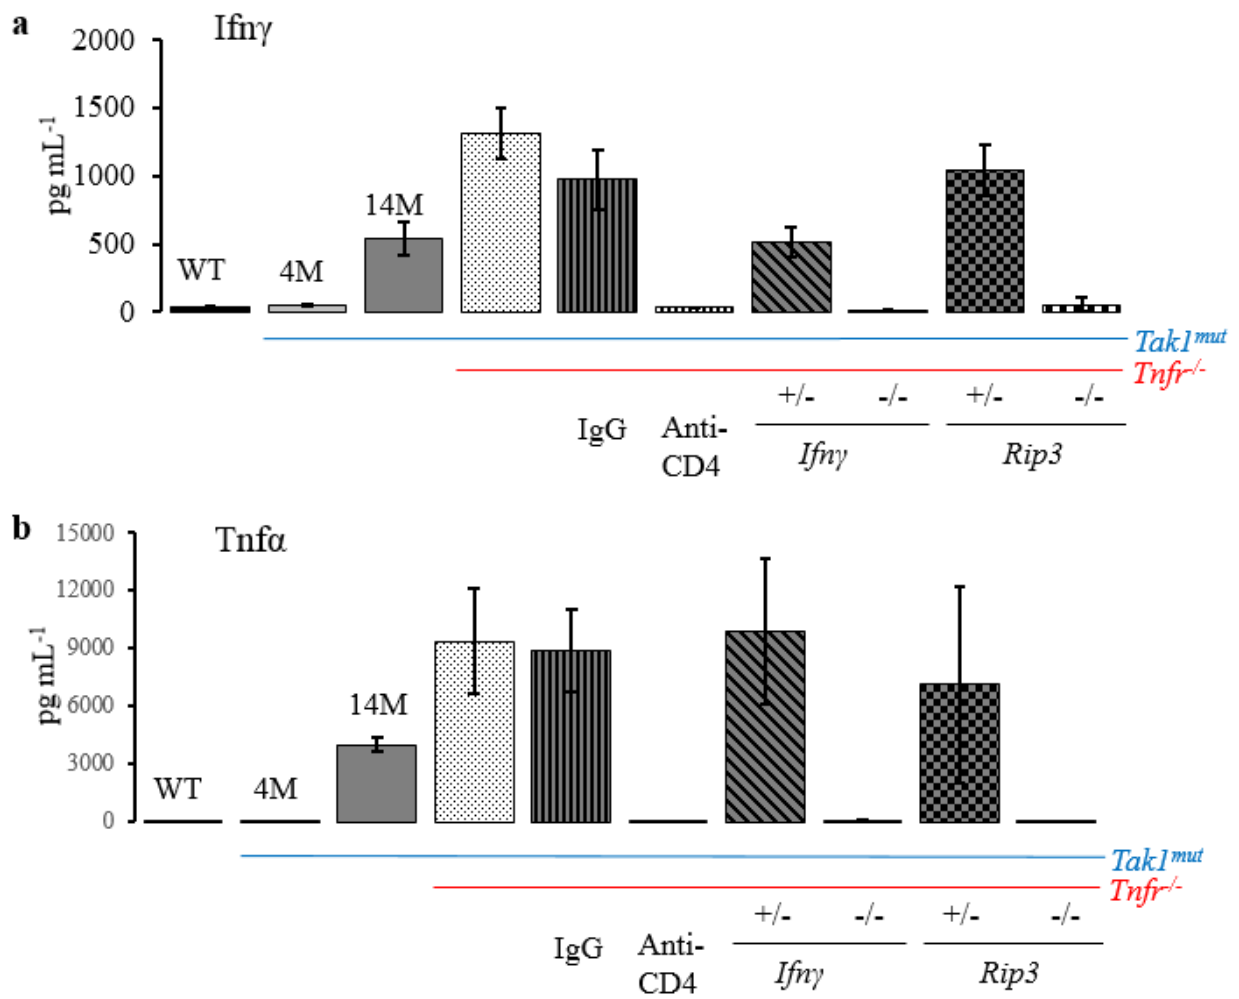 a
Ifnγ
2000
1500
1000
500
0
pg mL⁻¹
WT
4M
14M
Tak1ᵐᵘᵗ
Tnfr⁻/⁻
+/- -/- +/- -/-
IgG Anti-
CD4
Ifnγ Rip3
b
Tnfα
15000
12000
9000
6000
3000
0
pg mL⁻¹
WT
4M
14M
Tak1ᵐᵘᵗ
Tnfr⁻/⁻
+/- -/- +/- -/-
IgG Anti-
CD4
Ifnγ Rip3